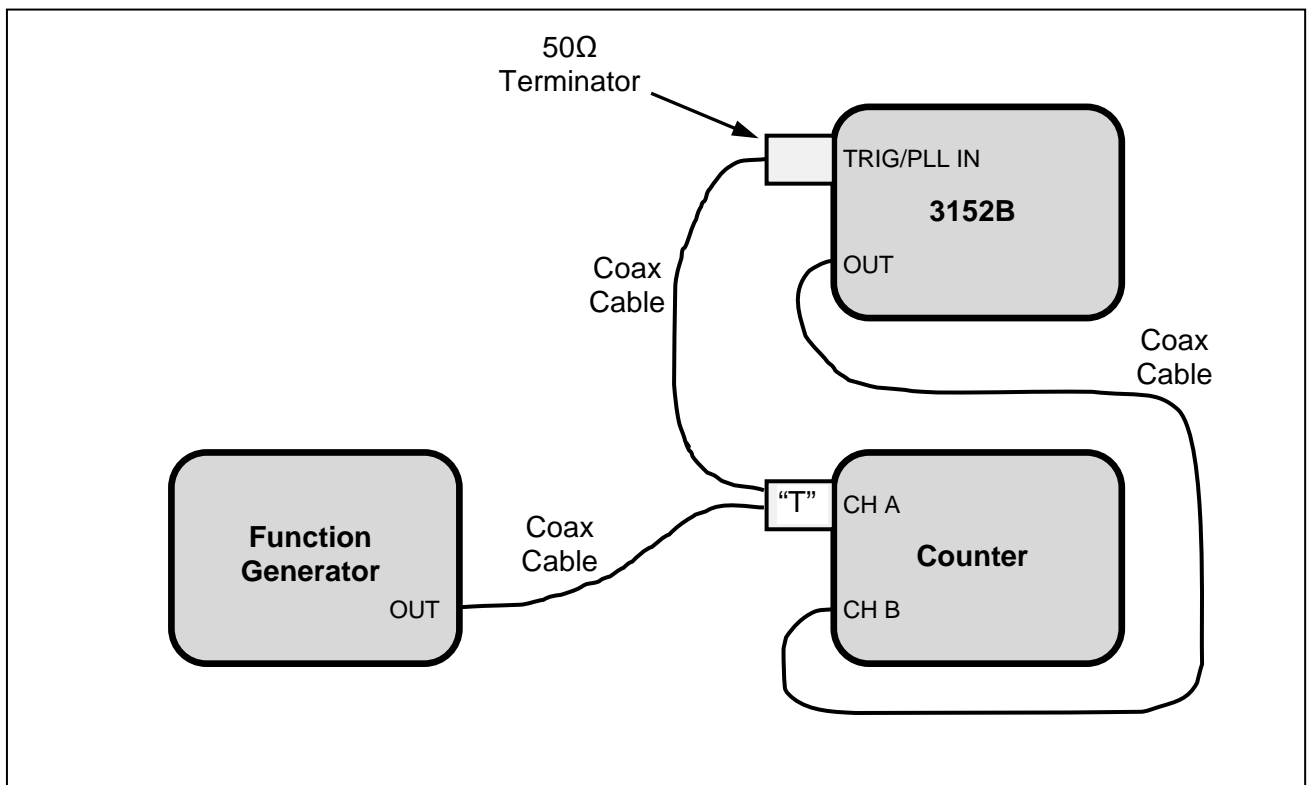 50Ω
Terminator
TRIG/PLL IN
3152B
OUT
Coax
Cable
Coax
Cable
"T"
CH A
Counter
CH B
Coax
Cable
Function
Generator
OUT